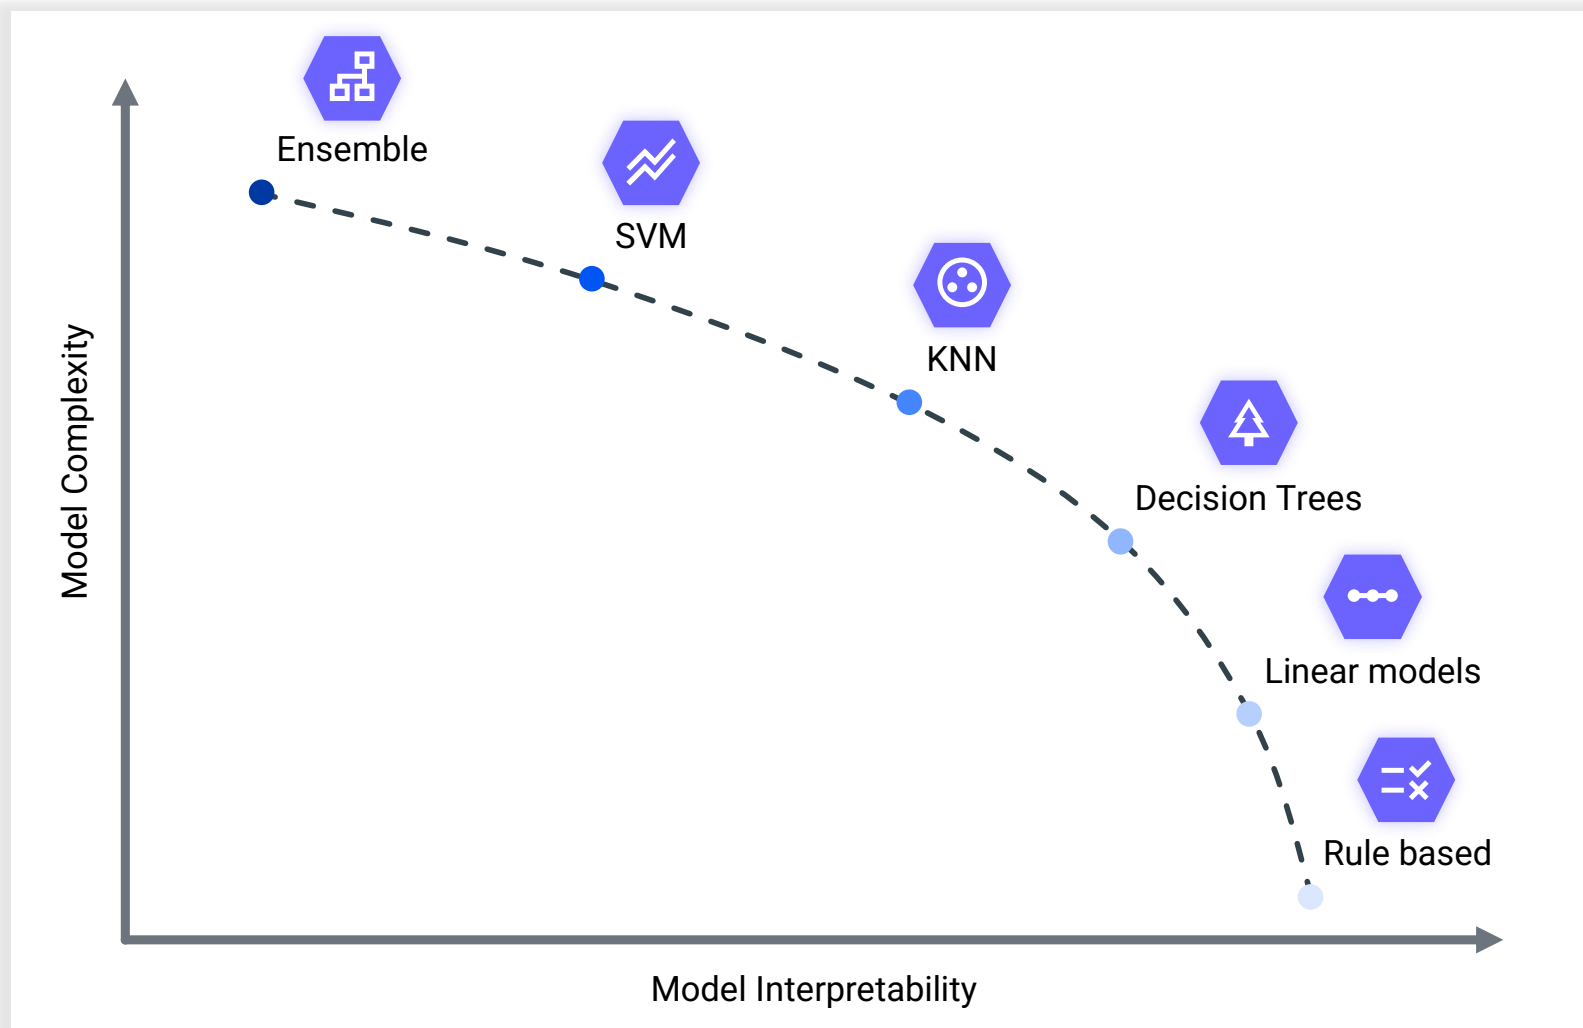 Ensemble
SVM
KNN
Decision Trees
Linear models
Rule based
Model Complexity
Model Interpretability